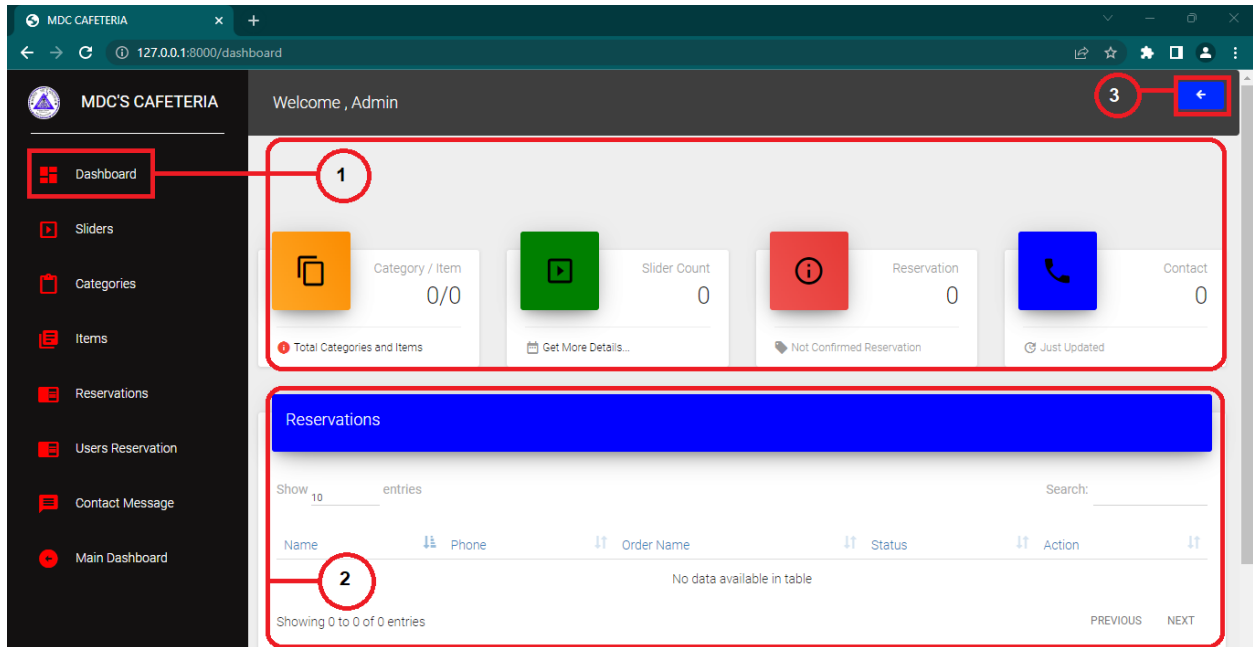 MDC CAFETERIA
127.0.0.1:8000/dashboard
MDC'S CAFETERIA
Welcome , Admin
3
Dashboard
1
Sliders
Categories
Items
Reservations
Users Reservation
Contact Message
Main Dashboard
Category / Item
0/0
Total Categories and Items
Slider Count
0
Get More Details...
Reservation
0
Not Confirmed Reservation
Contact
0
Just Updated
Reservations
Show 10 entries
Search:
Name Phone Order Name Status Action
2
No data available in table
Showing 0 to 0 of 0 entries
PREVIOUS NEXT